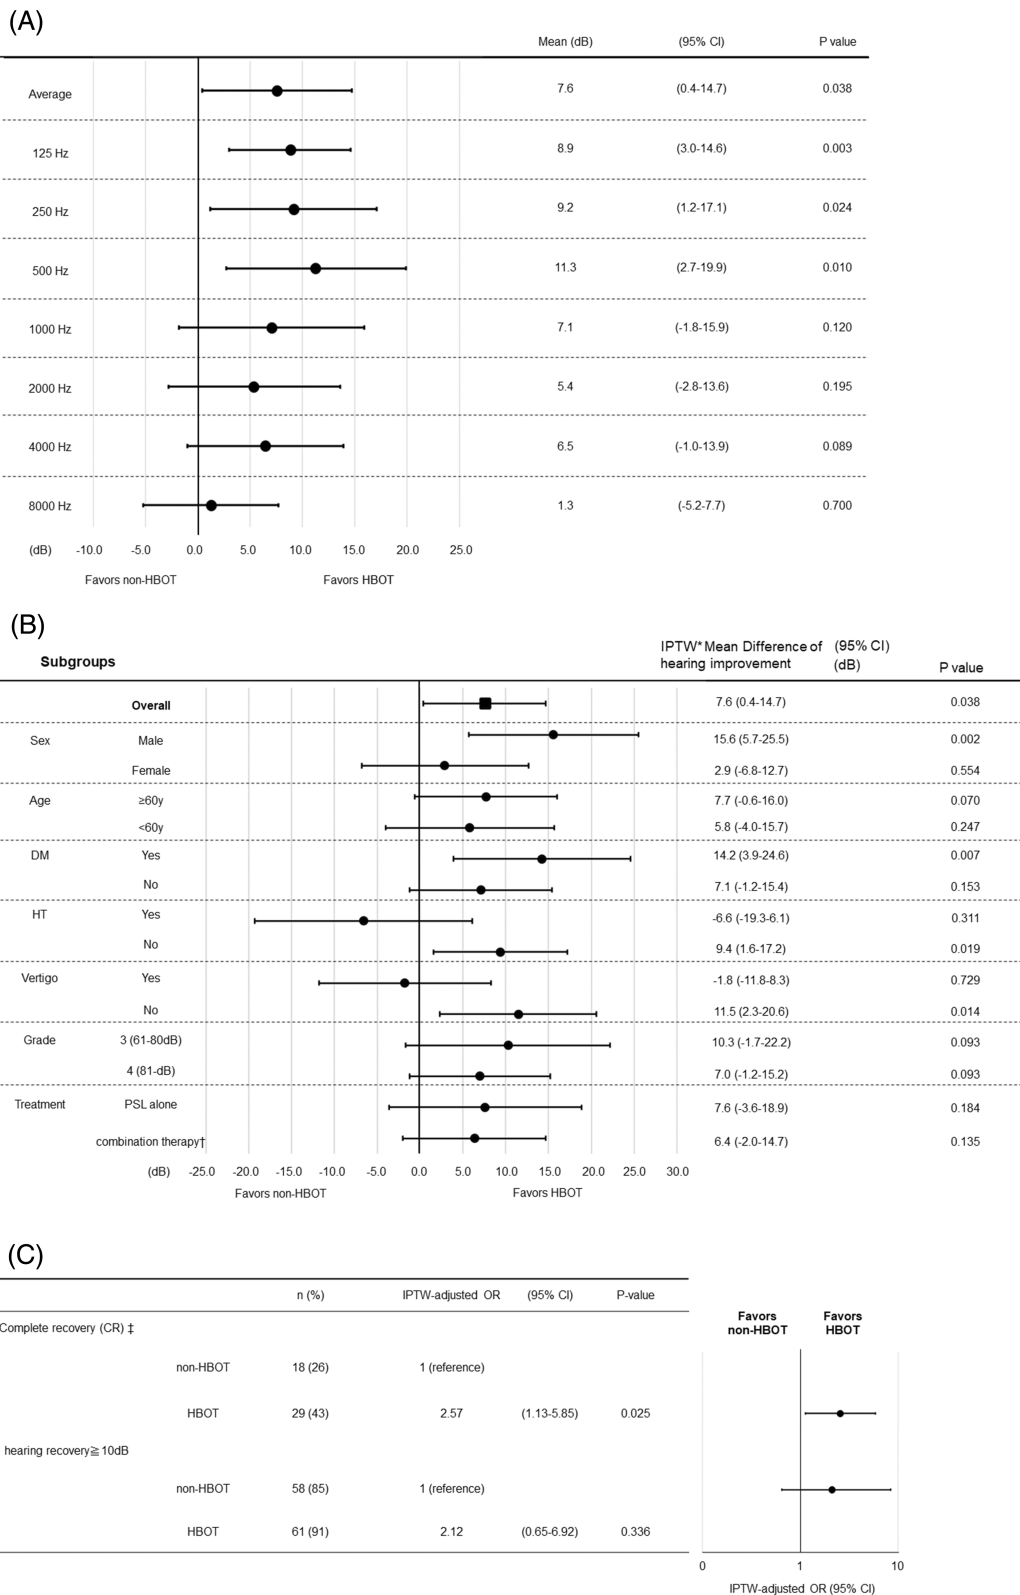 (A)
Mean (dB) (95% CI) P value
Average 7.6 (0.4-14.7) 0.038
125 Hz 8.9 (3.0-14.6) 0.003
250 Hz 9.2 (1.2-17.1) 0.024
500 Hz 11.3 (2.7-19.9) 0.010
1000 Hz 7.1 (-1.8-15.9) 0.120
2000 Hz 5.4 (-2.8-13.6) 0.195
4000 Hz 6.5 (-1.0-13.9) 0.089
8000 Hz 1.3 (-5.2-7.7) 0.700
(dB) -10.0 -5.0 0.0 5.0 10.0 15.0 20.0 25.0
Favors non-HBOT Favors HBOT
(B)
Subgroups IPTW* Mean Difference of hearing improvement (95% CI) (dB) P value
Overall 7.6 (0.4-14.7) 0.038
Sex Male 15.6 (5.7-25.5) 0.002
Female 2.9 (-6.8-12.7) 0.554
Age ≥60y 7.7 (-0.6-16.0) 0.070
<60y 5.8 (-4.0-15.7) 0.247
DM Yes 14.2 (3.9-24.6) 0.007
No 7.1 (-1.2-15.4) 0.153
HT Yes -6.6 (-19.3-6.1) 0.311
No 9.4 (1.6-17.2) 0.019
Vertigo Yes -1.8 (-11.8-8.3) 0.729
No 11.5 (2.3-20.6) 0.014
Grade 3 (61-80dB) 10.3 (-1.7-22.2) 0.093
4 (81-dB) 7.0 (-1.2-15.2) 0.093
Treatment PSL alone 7.6 (-3.6-18.9) 0.184
combination therapy† 6.4 (-2.0-14.7) 0.135
(dB) -25.0 -20.0 -15.0 -10.0 -5.0 0.0 5.0 10.0 15.0 20.0 25.0 30.0
Favors non-HBOT Favors HBOT
(C)
n (%) IPTW-adjusted OR (95% CI) P-value
Favors non-HBOT Favors HBOT
Complete recovery (CR) ‡
non-HBOT 18 (26) 1 (reference)
HBOT 29 (43) 2.57 (1.13-5.85) 0.025
hearing recovery≧10dB
non-HBOT 58 (85) 1 (reference)
HBOT 61 (91) 2.12 (0.65-6.92) 0.336
0 1 10
IPTW-adjusted OR (95% CI)